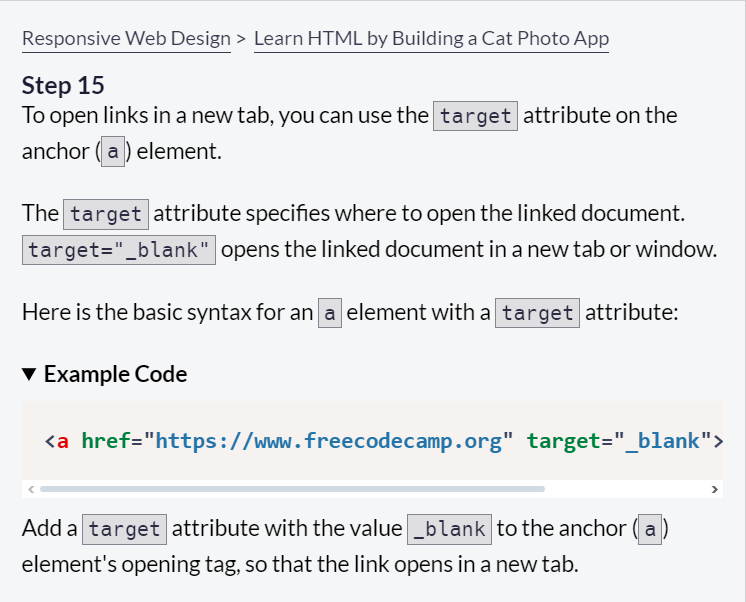 Responsive Web Design > Learn HTML by Building a Cat Photo App
Step 15
To open links in a new tab, you can use the target attribute on the
anchor (a) element.
The target attribute specifies where to open the linked document.
target="_blank" opens the linked document in a new tab or window.
Here is the basic syntax for an a element with a target attribute:
▼ Example Code
<a href="https://www.freecodecamp.org" target="_blank">
Add a target attribute with the value _blank to the anchor (a)
element's opening tag, so that the link opens in a new tab.